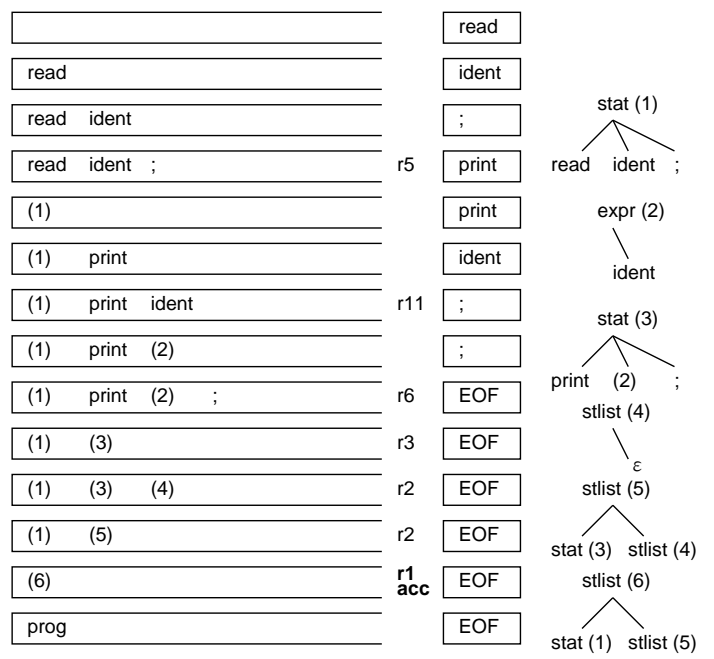 read
read ident
read ident ; stat (1)
read ident ; r5 print read ident ;
(1) print expr (2)
(1) print ident ident
(1) print ident r11 ; stat (3)
(1) print (2) ;
print (2) ;
(1) print (2) ; r6 EOF stlist (4)
(1) (3) r3 EOF
ε
(1) (3) (4) r2 EOF stlist (5)
(1) (5) r2 EOF
stat (3) stlist (4)
(6) r1 EOF stlist (6)
acc
prog EOF
stat (1) stlist (5)